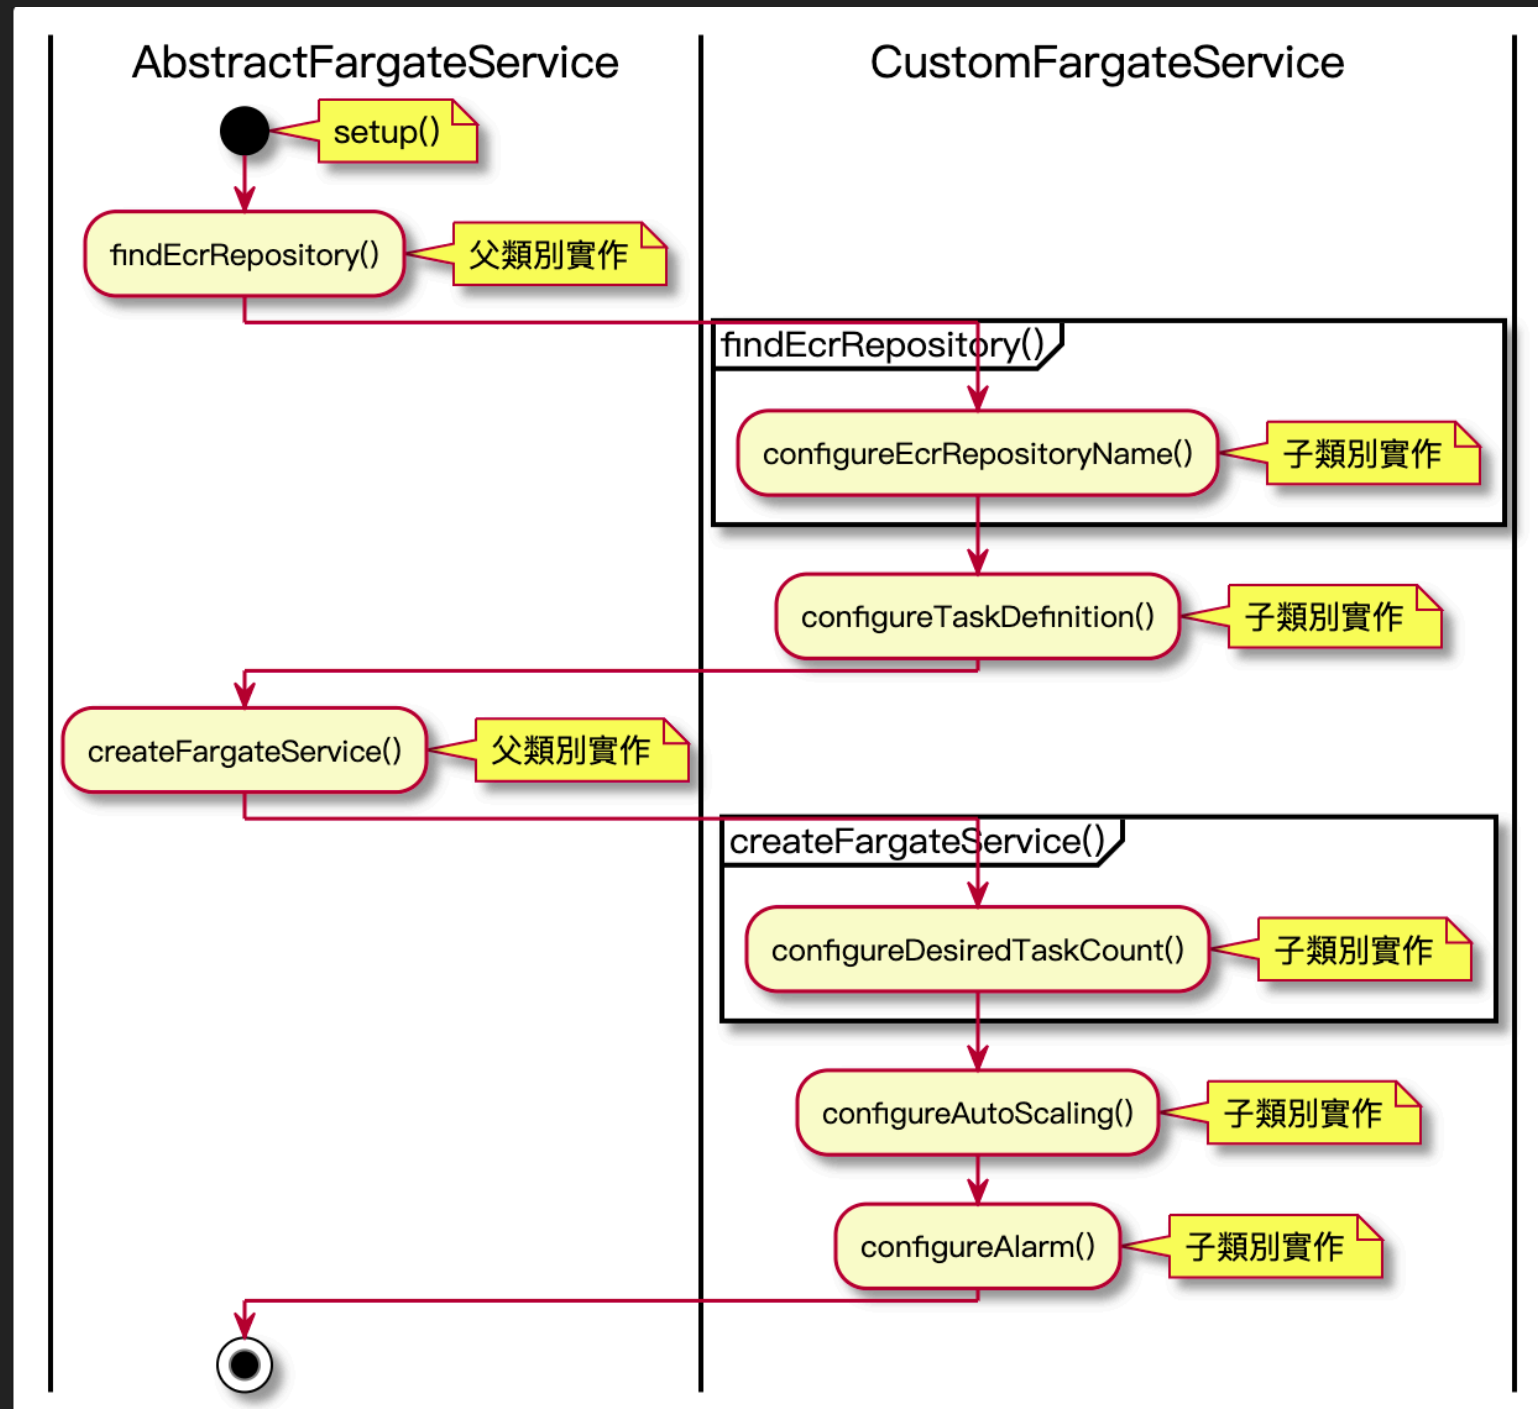 AbstractFargateService
CustomFargateService
setup()
findEcrRepository()
父類別實作
findEcrRepository()
configureEcrRepositoryName()
子類別實作
configureTaskDefinition()
子類別實作
createFargateService()
父類別實作
createFargateService()
configureDesiredTaskCount()
子類別實作
configureAutoScaling()
子類別實作
configureAlarm()
子類別實作